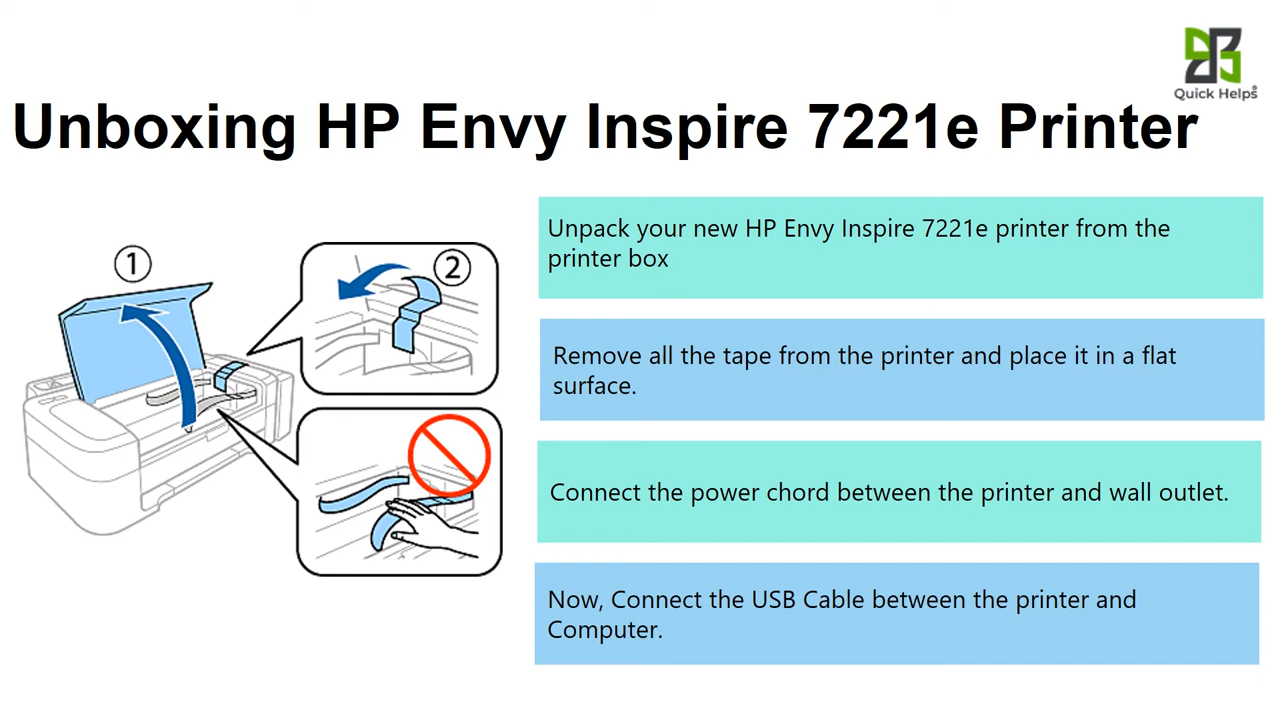 Quick Helps®
Unboxing HP Envy Inspire 7221e Printer
1
2
Unpack your new HP Envy Inspire 7221e printer from the
printer box
Remove all the tape from the printer and place it in a flat
surface.
Connect the power chord between the printer and wall outlet.
Now, Connect the USB Cable between the printer and
Computer.